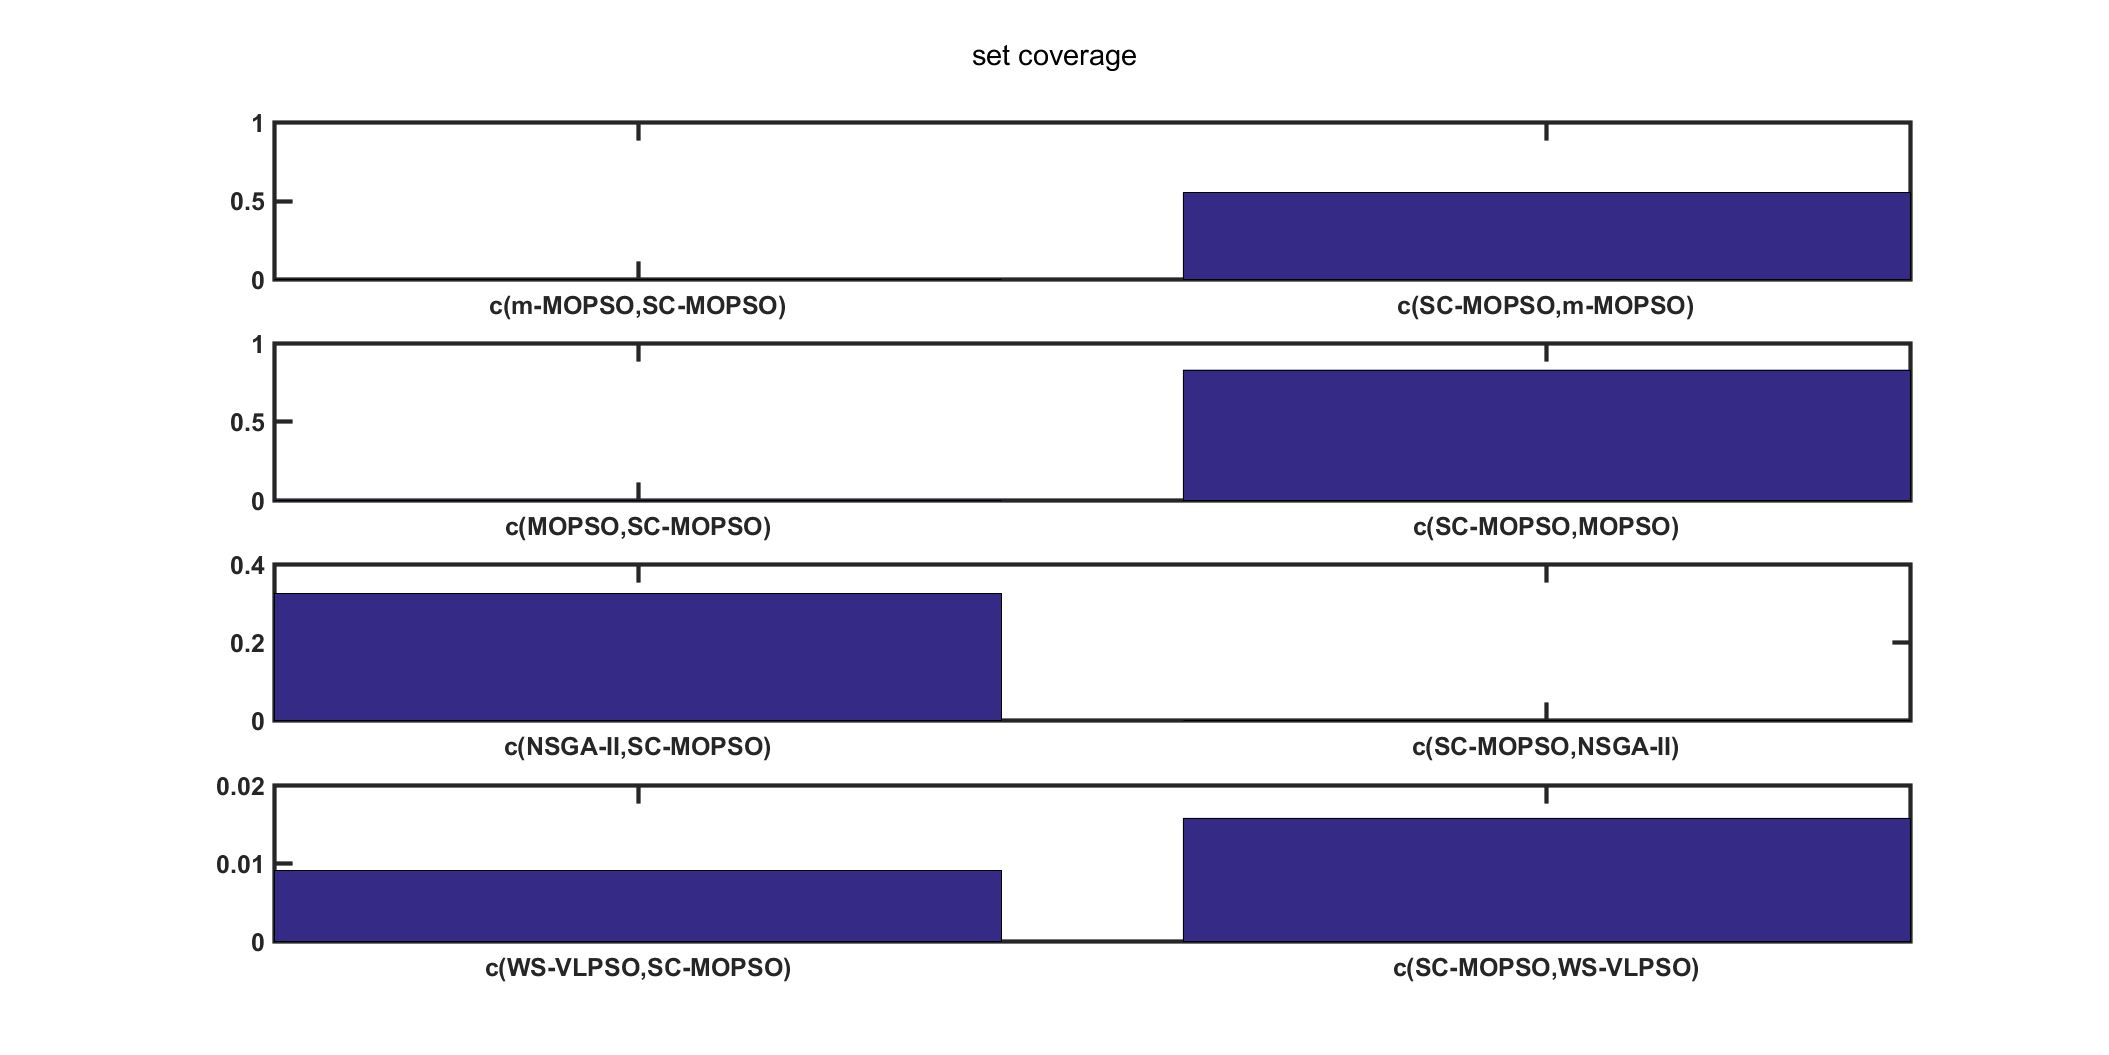 set coverage
1
0.5
0
c(m-MOPSO,SC-MOPSO) c(SC-MOPSO,m-MOPSO)
1
0.5
0
c(MOPSO,SC-MOPSO) c(SC-MOPSO,MOPSO)
0.4
0.2
0
c(NSGA-II,SC-MOPSO) c(SC-MOPSO,NSGA-II)
0.02
0.01
0
c(WS-VLPSO,SC-MOPSO) c(SC-MOPSO,WS-VLPSO)